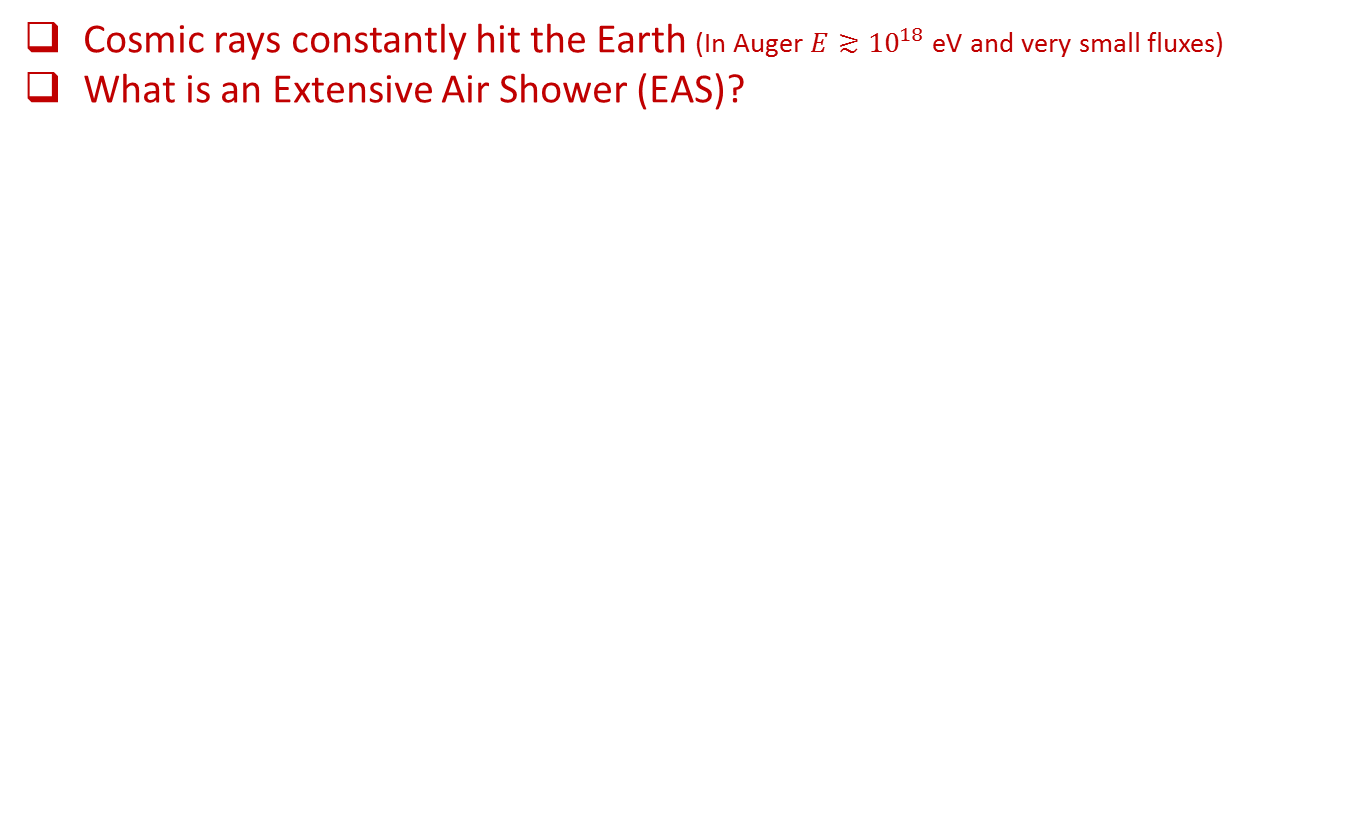 ❑ Cosmic rays constantly hit the Earth (In Auger E ≳ 10¹⁸ eV and very small fluxes)
❑ What is an Extensive Air Shower (EAS)?